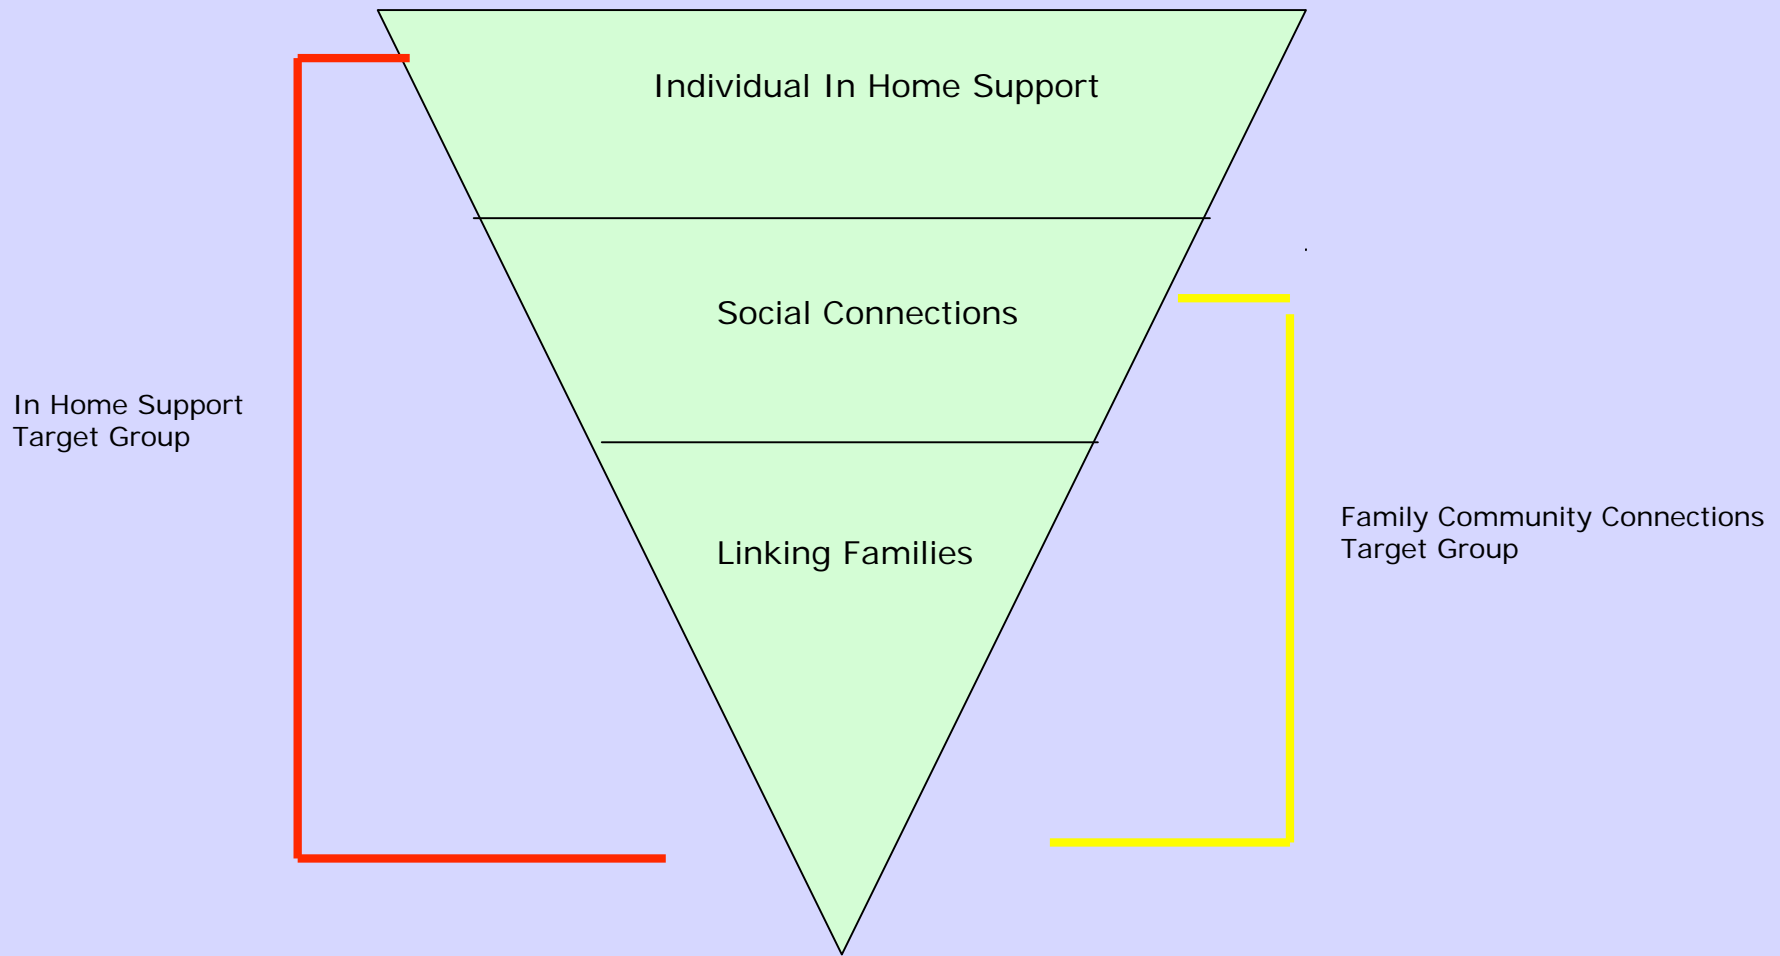 Individual In Home Support
Social Connections
In Home Support
Target Group
Family Community Connections
Target Group
Linking Families